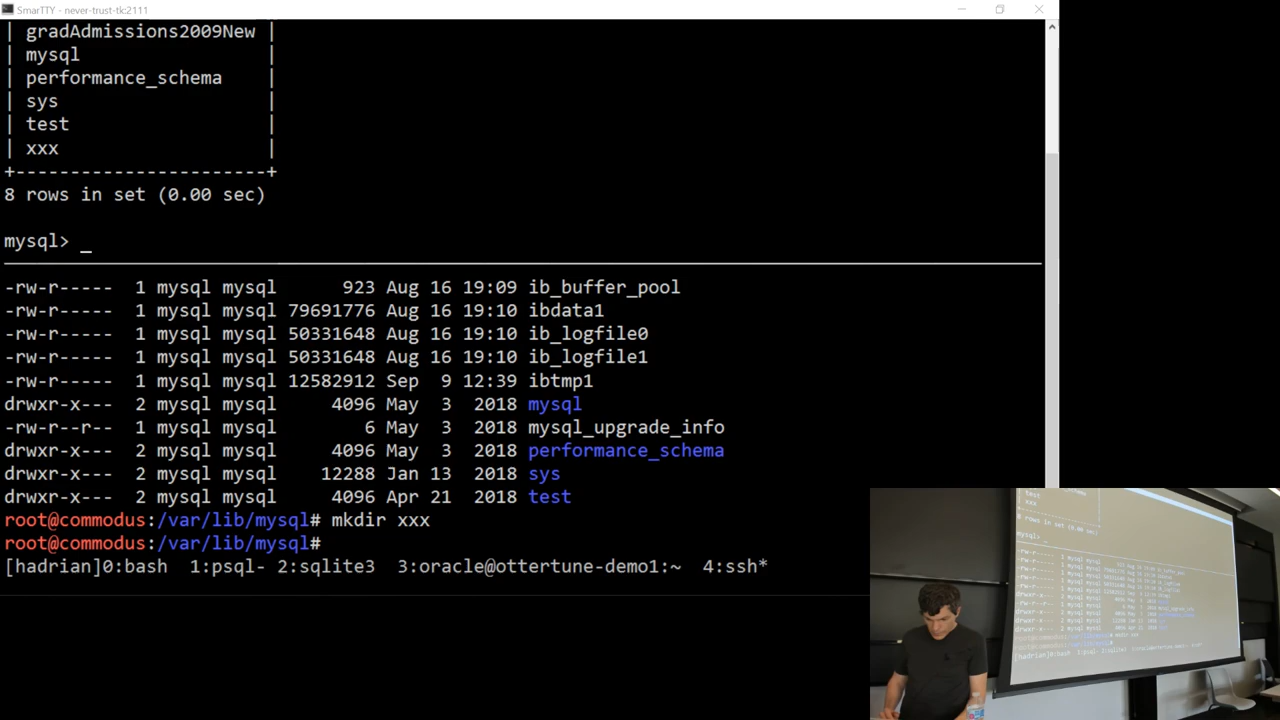 SmarTTY - never-trust-tk:2111
| gradAdmissions2009New |
| mysql |
| performance_schema |
| sys |
| test |
| xxx |
+-----------------------+
8 rows in set (0.00 sec)
mysql> _
-rw-r----- 1 mysql mysql 923 Aug 16 19:09 ib_buffer_pool
-rw-r----- 1 mysql mysql 79691776 Aug 16 19:10 ibdata1
-rw-r----- 1 mysql mysql 50331648 Aug 16 19:10 ib_logfile0
-rw-r----- 1 mysql mysql 50331648 Aug 16 19:10 ib_logfile1
-rw-r----- 1 mysql mysql 12582912 Sep 9 12:39 ibtmp1
drwxr-x--- 2 mysql mysql 4096 May 3 2018 mysql
-rw-r--r-- 1 mysql mysql 6 May 3 2018 mysql_upgrade_info
drwxr-x--- 2 mysql mysql 4096 May 3 2018 performance_schema
drwxr-x--- 2 mysql mysql 12288 Jan 13 2018 sys
drwxr-x--- 2 mysql mysql 4096 Apr 21 2018 test
root@commodus:/var/lib/mysql# mkdir xxx
root@commodus:/var/lib/mysql#
[hadrian]0:bash 1:psql- 2:sqlite3 3:oracle@ottertune-demo1:~ 4:ssh*